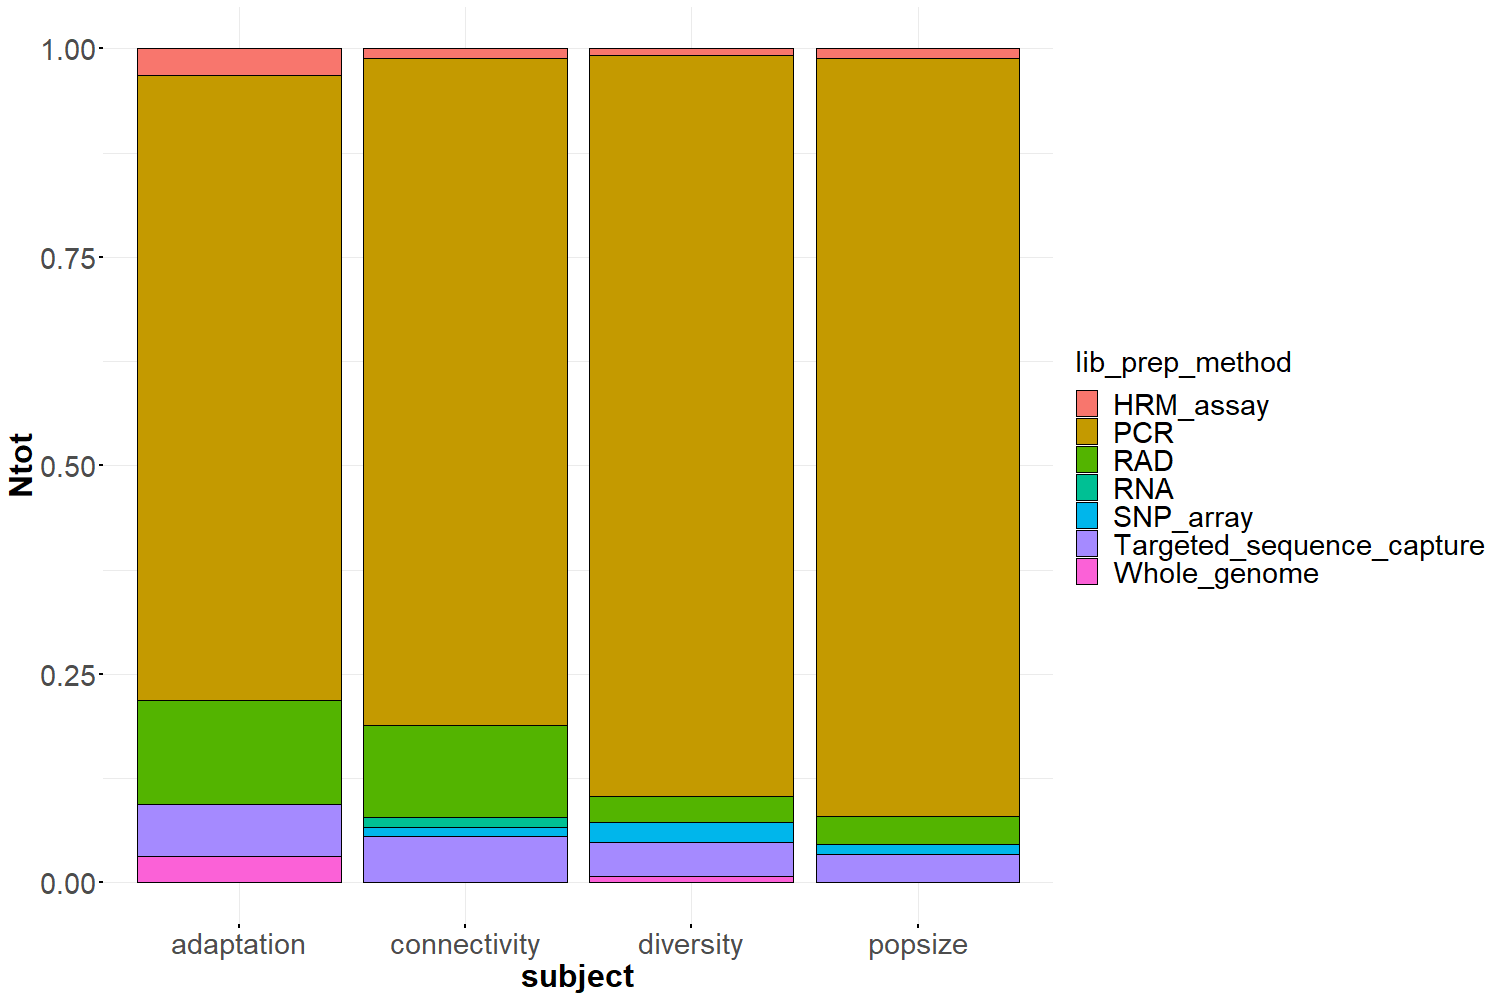 1.00
0.75
0.50
0.25
0.00
Ntot
adaptation
connectivity
diversity
popsize
subject
lib_prep_method
HRM_assay
PCR
RAD
RNA
SNP_array
Targeted_sequence_capture
Whole_genome